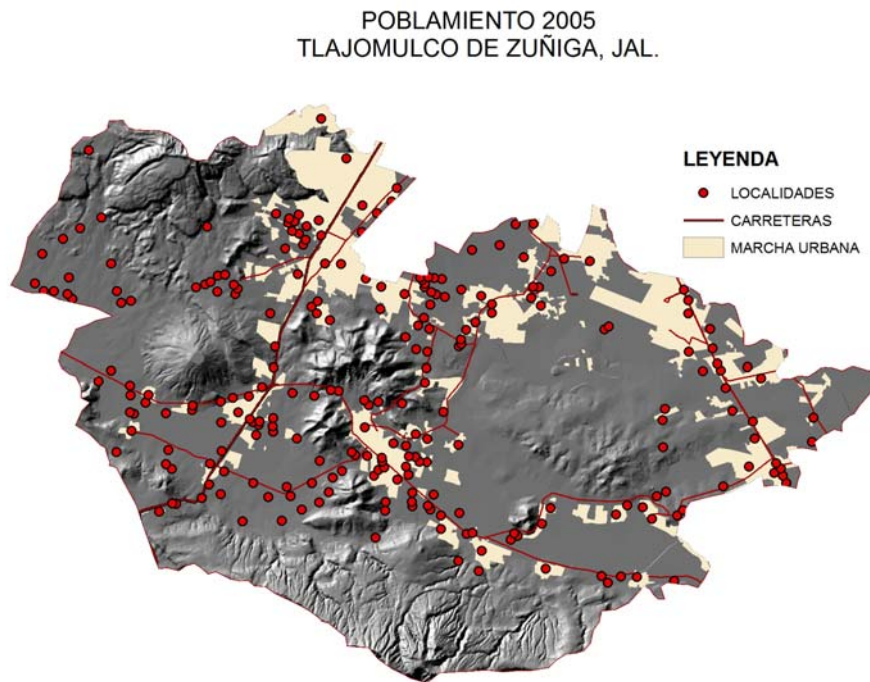 POBLAMIENTO 2005
TLAJOMULCO DE ZUÑIGA, JAL.
LEYENDA
LOCALIDADES
CARRETERAS
MARCHA URBANA